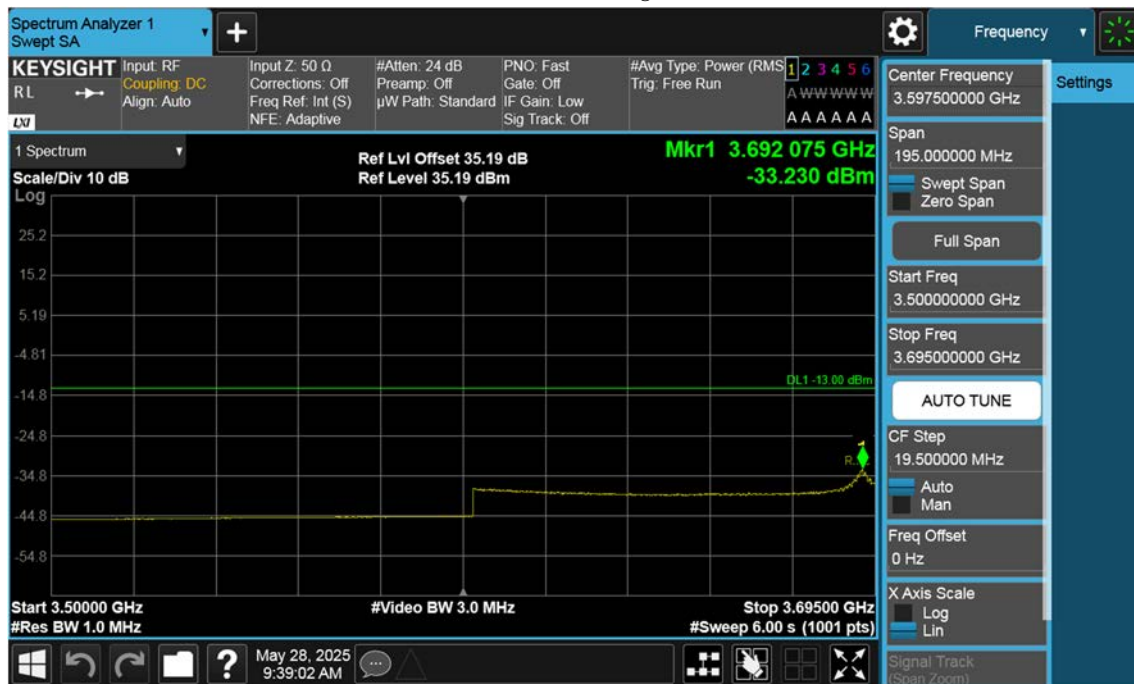 Spectrum Analyzer 1
Swept SA
Frequency
KEYSIGHT
RL
LXI
Input: RF
Coupling: DC
Align: Auto
Input Z: 50 Ω
Corrections: Off
Freq Ref: Int (S)
NFE: Adaptive
#Atten: 24 dB
Preamp: Off
µW Path: Standard
PNO: Fast
Gate: Off
IF Gain: Low
Sig Track: Off
#Avg Type: Power (RMS
Trig: Free Run
1 2 3 4 5 6
A W W W W W
A A A A A A
Center Frequency
3.597500000 GHz
Settings
1 Spectrum
Scale/Div 10 dB
Ref Lvl Offset 35.19 dB
Ref Level 35.19 dBm
Mkr1 3.692 075 GHz
-33.230 dBm
Log
25.2
15.2
5.19
-4.81
-14.8
-24.8
-34.8
-44.8
-54.8
DL1 -13.00 dBm
1
Start 3.50000 GHz
#Res BW 1.0 MHz
#Video BW 3.0 MHz
Stop 3.69500 GHz
#Sweep 6.00 s (1001 pts)
Span
195.000000 MHz
Swept Span
Zero Span
Full Span
Start Freq
3.500000000 GHz
Stop Freq
3.695000000 GHz
AUTO TUNE
CF Step
19.500000 MHz
Auto
Man
Freq Offset
0 Hz
X Axis Scale
Log
Lin
Signal Track
(Span Zoom)
?
May 28, 2025
9:39:02 AM